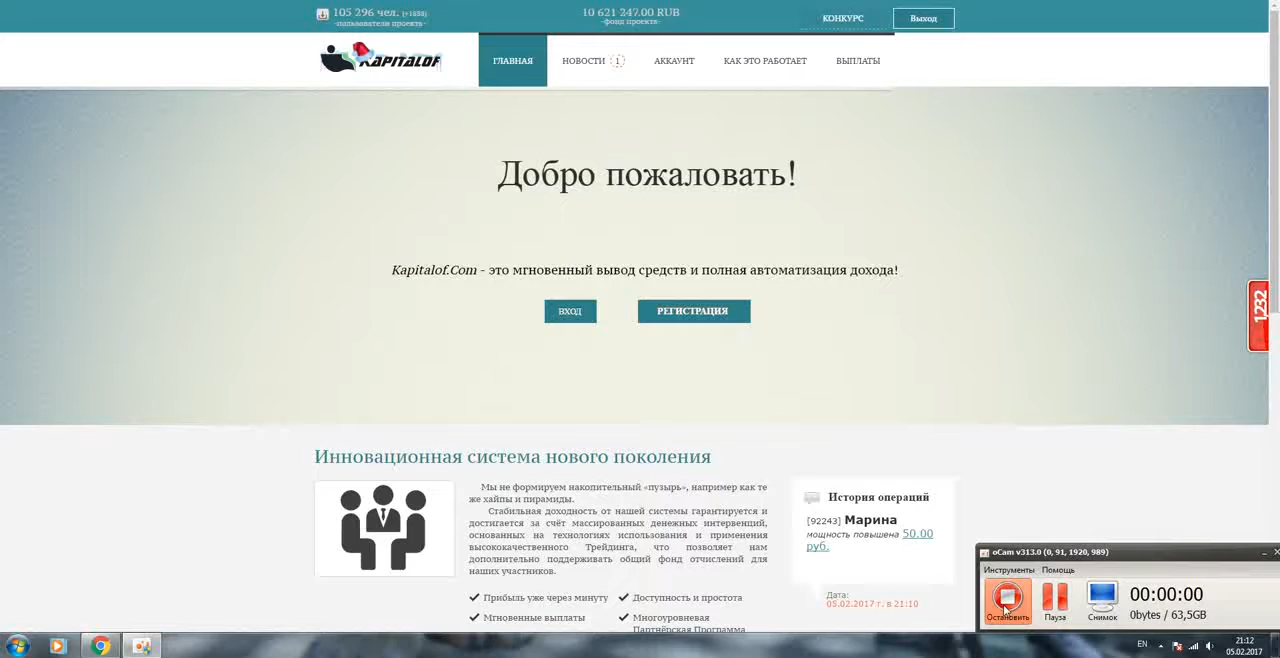 105 296 чел. (+1838)
-пользователи проекта-
10 621 247.00 RUB
-фонд проекта-
КОНКУРС
Выход
KAPITALOF
ГЛАВНАЯ
НОВОСТИ 1
АККАУНТ
КАК ЭТО РАБОТАЕТ
ВЫПЛАТЫ
Добро пожаловать!
Kapitalof.Com - это мгновенный вывод средств и полная автоматизация дохода!
ВХОД
РЕГИСТРАЦИЯ
1232
Инновационная система нового поколения
Мы не формируем накопительный «пузырь», например как те
же хайпы и пирамиды.
Стабильная доходность от нашей системы гарантируется и
достигается за счёт массированных денежных интервенций,
основанных на технологиях использования и применения
высококачественного Трейдинга, что позволяет нам
дополнительно поддерживать общий фонд отчислений для
наших участников.
Прибыль уже через минуту
Доступность и простота
Мгновенные выплаты
Многоуровневая
Партнёрская Программа
История операций
[92243] Марина
мощность повышена 50.00
руб.
Дата:
05.02.2017 г. в 21:10
oCam v313.0 (0, 91, 1920, 989)
Инструменты Помощь
Остановить
Пауза
Снимок
00:00:00
0bytes / 63,5GB
EN
21:12
05.02.2017